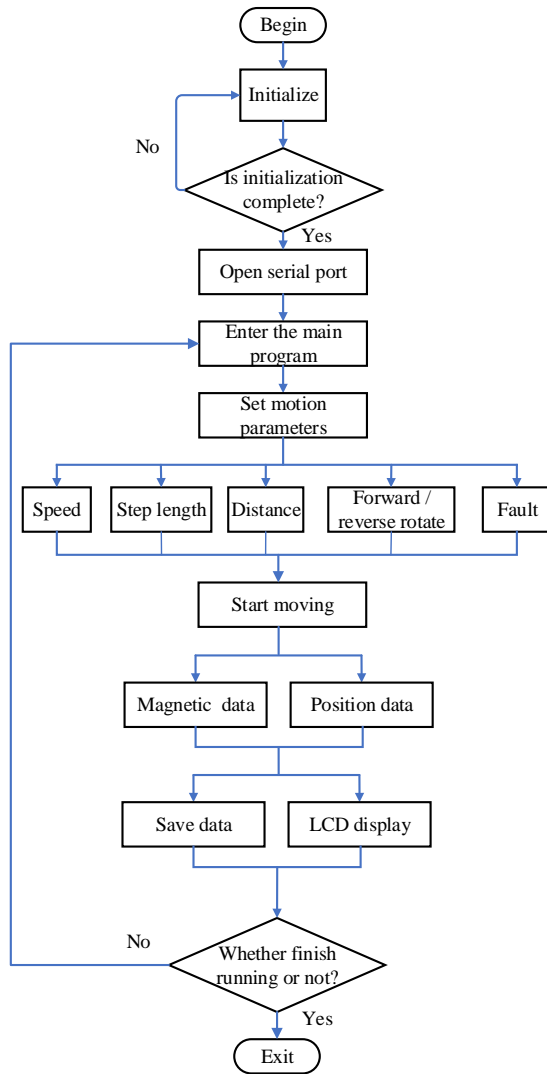 Begin
Initialize
No
Is initialization
complete?
Yes
Open serial port
Enter the main
program
Set motion
parameters
Speed
Step length
Distance
Forward /
reverse rotate
Fault
Start moving
Magnetic data
Position data
Save data
LCD display
No
Whether finish
running or not?
Yes
Exit